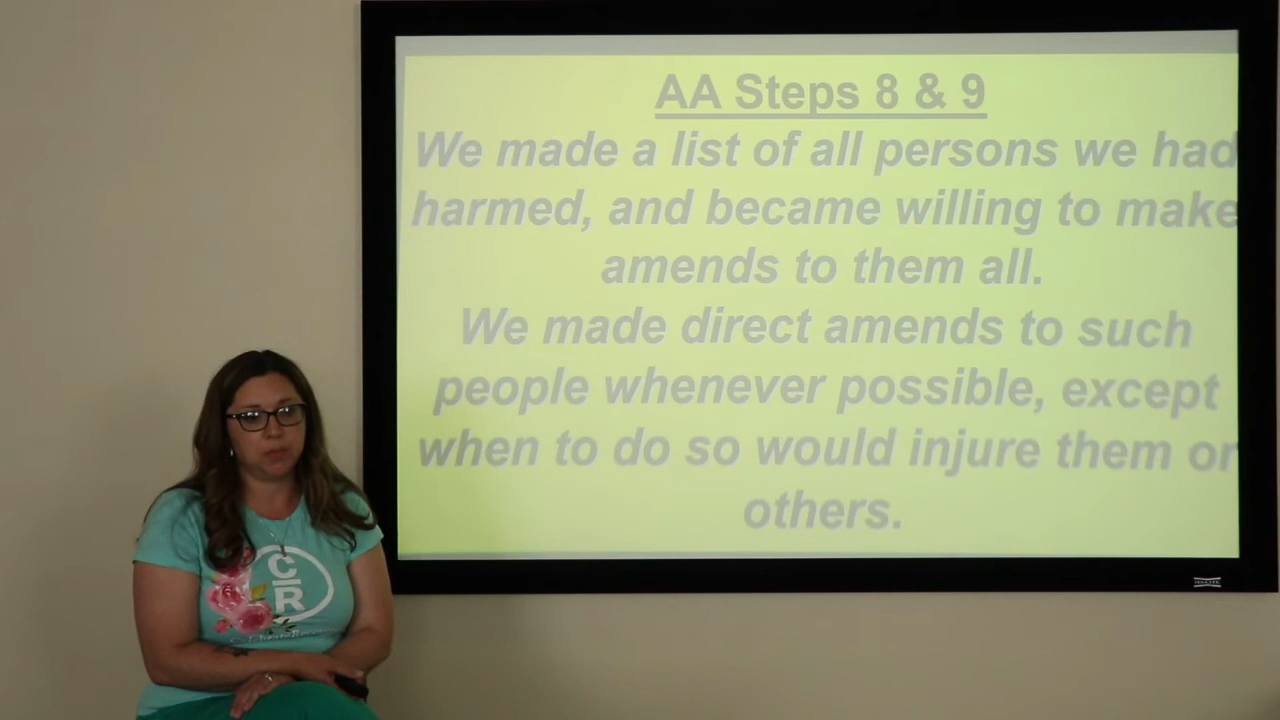 AA Steps 8 & 9
We made a list of all persons we had
harmed, and became willing to make
amends to them all.
We made direct amends to such
people whenever possible, except
when to do so would injure them or
others.
C
R